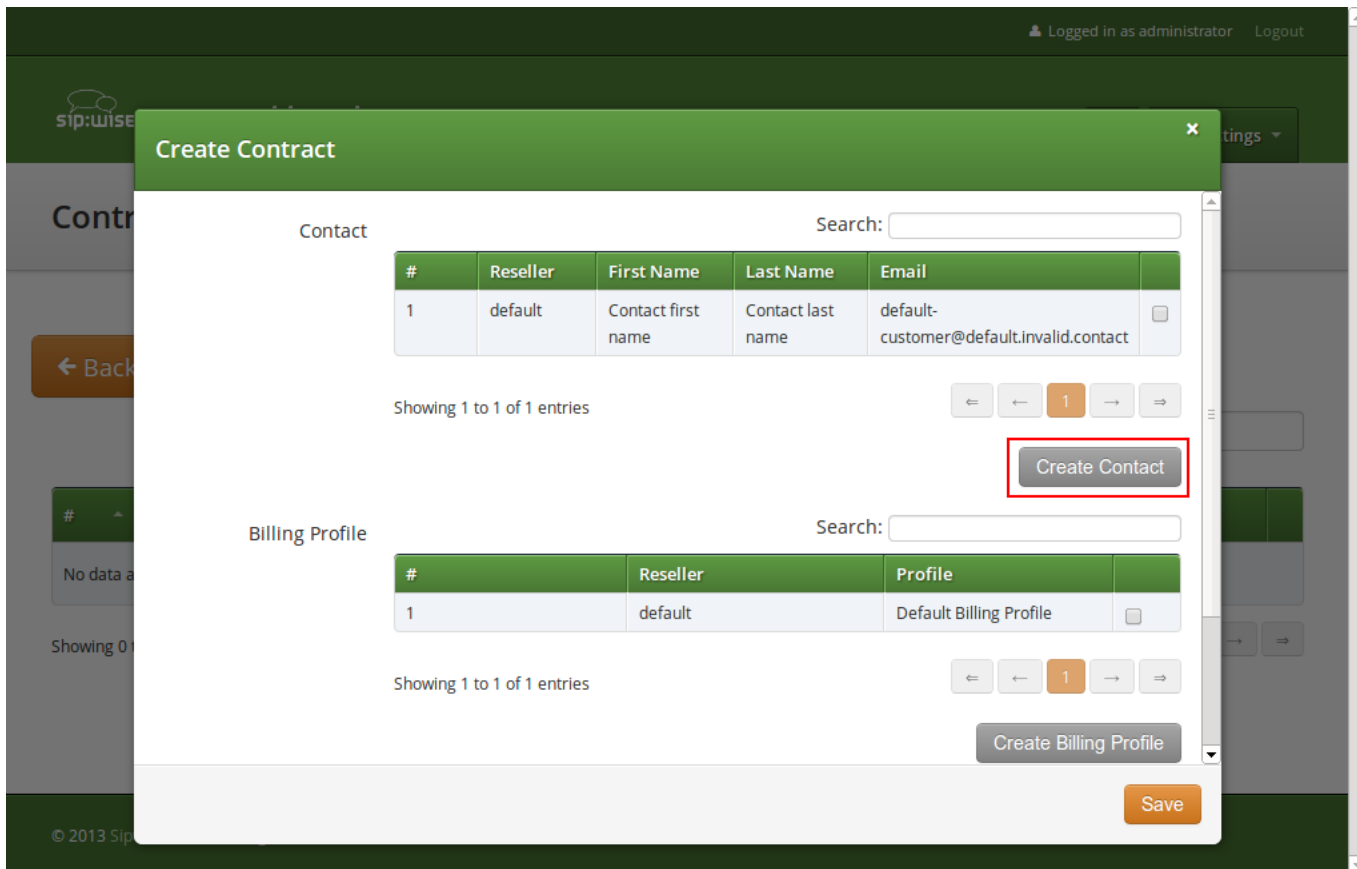 Logged in as administrator Logout
sip:wise
tings
Create Contract ×
Contr
Contact Search:
# Reseller First Name Last Name Email
1 default Contact first name Contact last name default-customer@default.invalid.contact
← Back
Showing 1 to 1 of 1 entries ⇐ ← 1 → ⇒
Create Contact
#
Billing Profile Search:
No data a
# Reseller Profile
1 default Default Billing Profile
Showing 0 t → ⇒
Showing 1 to 1 of 1 entries ⇐ ← 1 → ⇒
Create Billing Profile
Save
© 2013 Sip